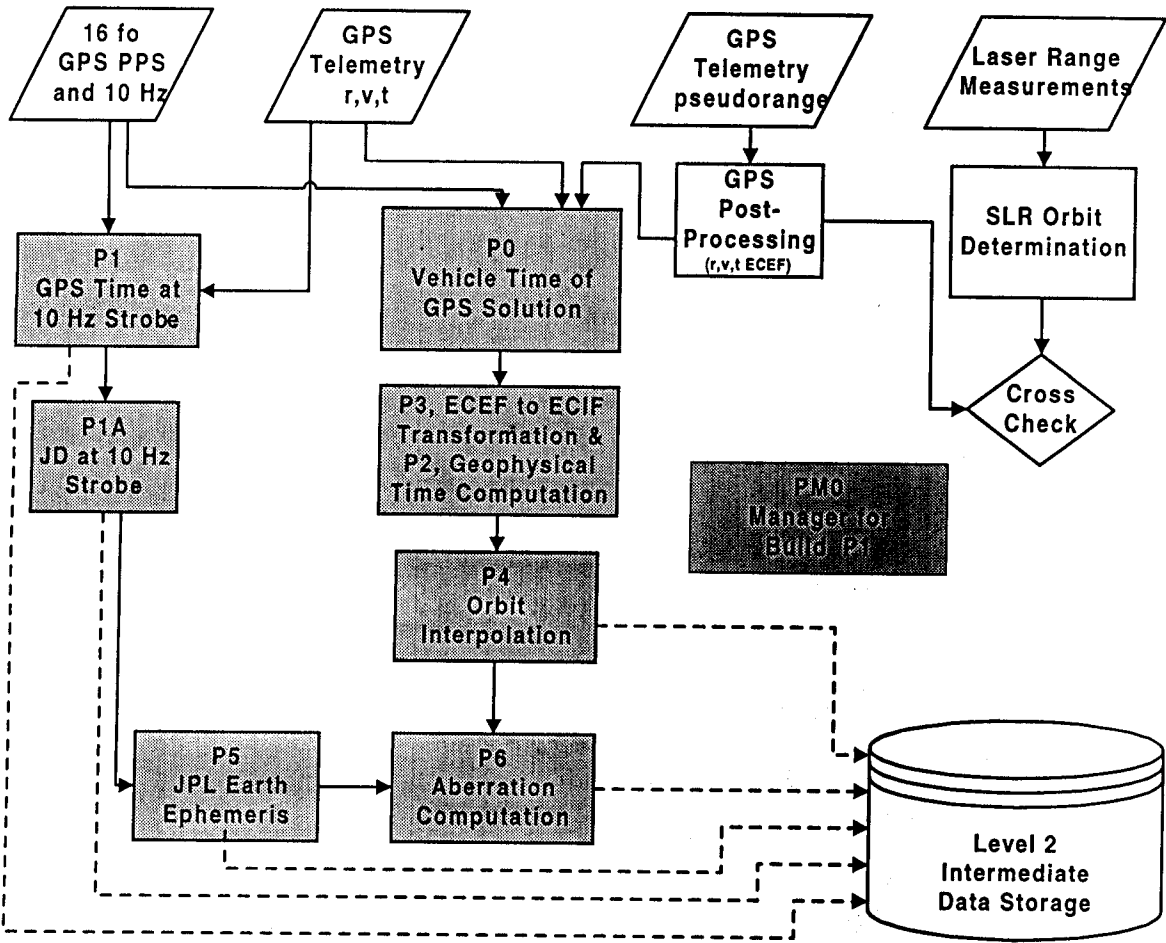 16 fo
GPS PPS
and 10 Hz
GPS
Telemetry
r,v,t
GPS
Telemetry
pseudorange
Laser Range
Measurements
P1
GPS Time at
10 Hz Strobe
P0
Vehicle Time of
GPS Solution
GPS
Post-
Processing
(r,v,t ECEF)
SLR Orbit
Determination
P1A
JD at 10 Hz
Strobe
P3, ECEF to ECIF
Transformation &
P2, Geophysical
Time Computation
Cross
Check
PM0
Manager for
Build P1
P4
Orbit
Interpolation
P5
JPL Earth
Ephemeris
P6
Aberration
Computation
Level 2
Intermediate
Data Storage